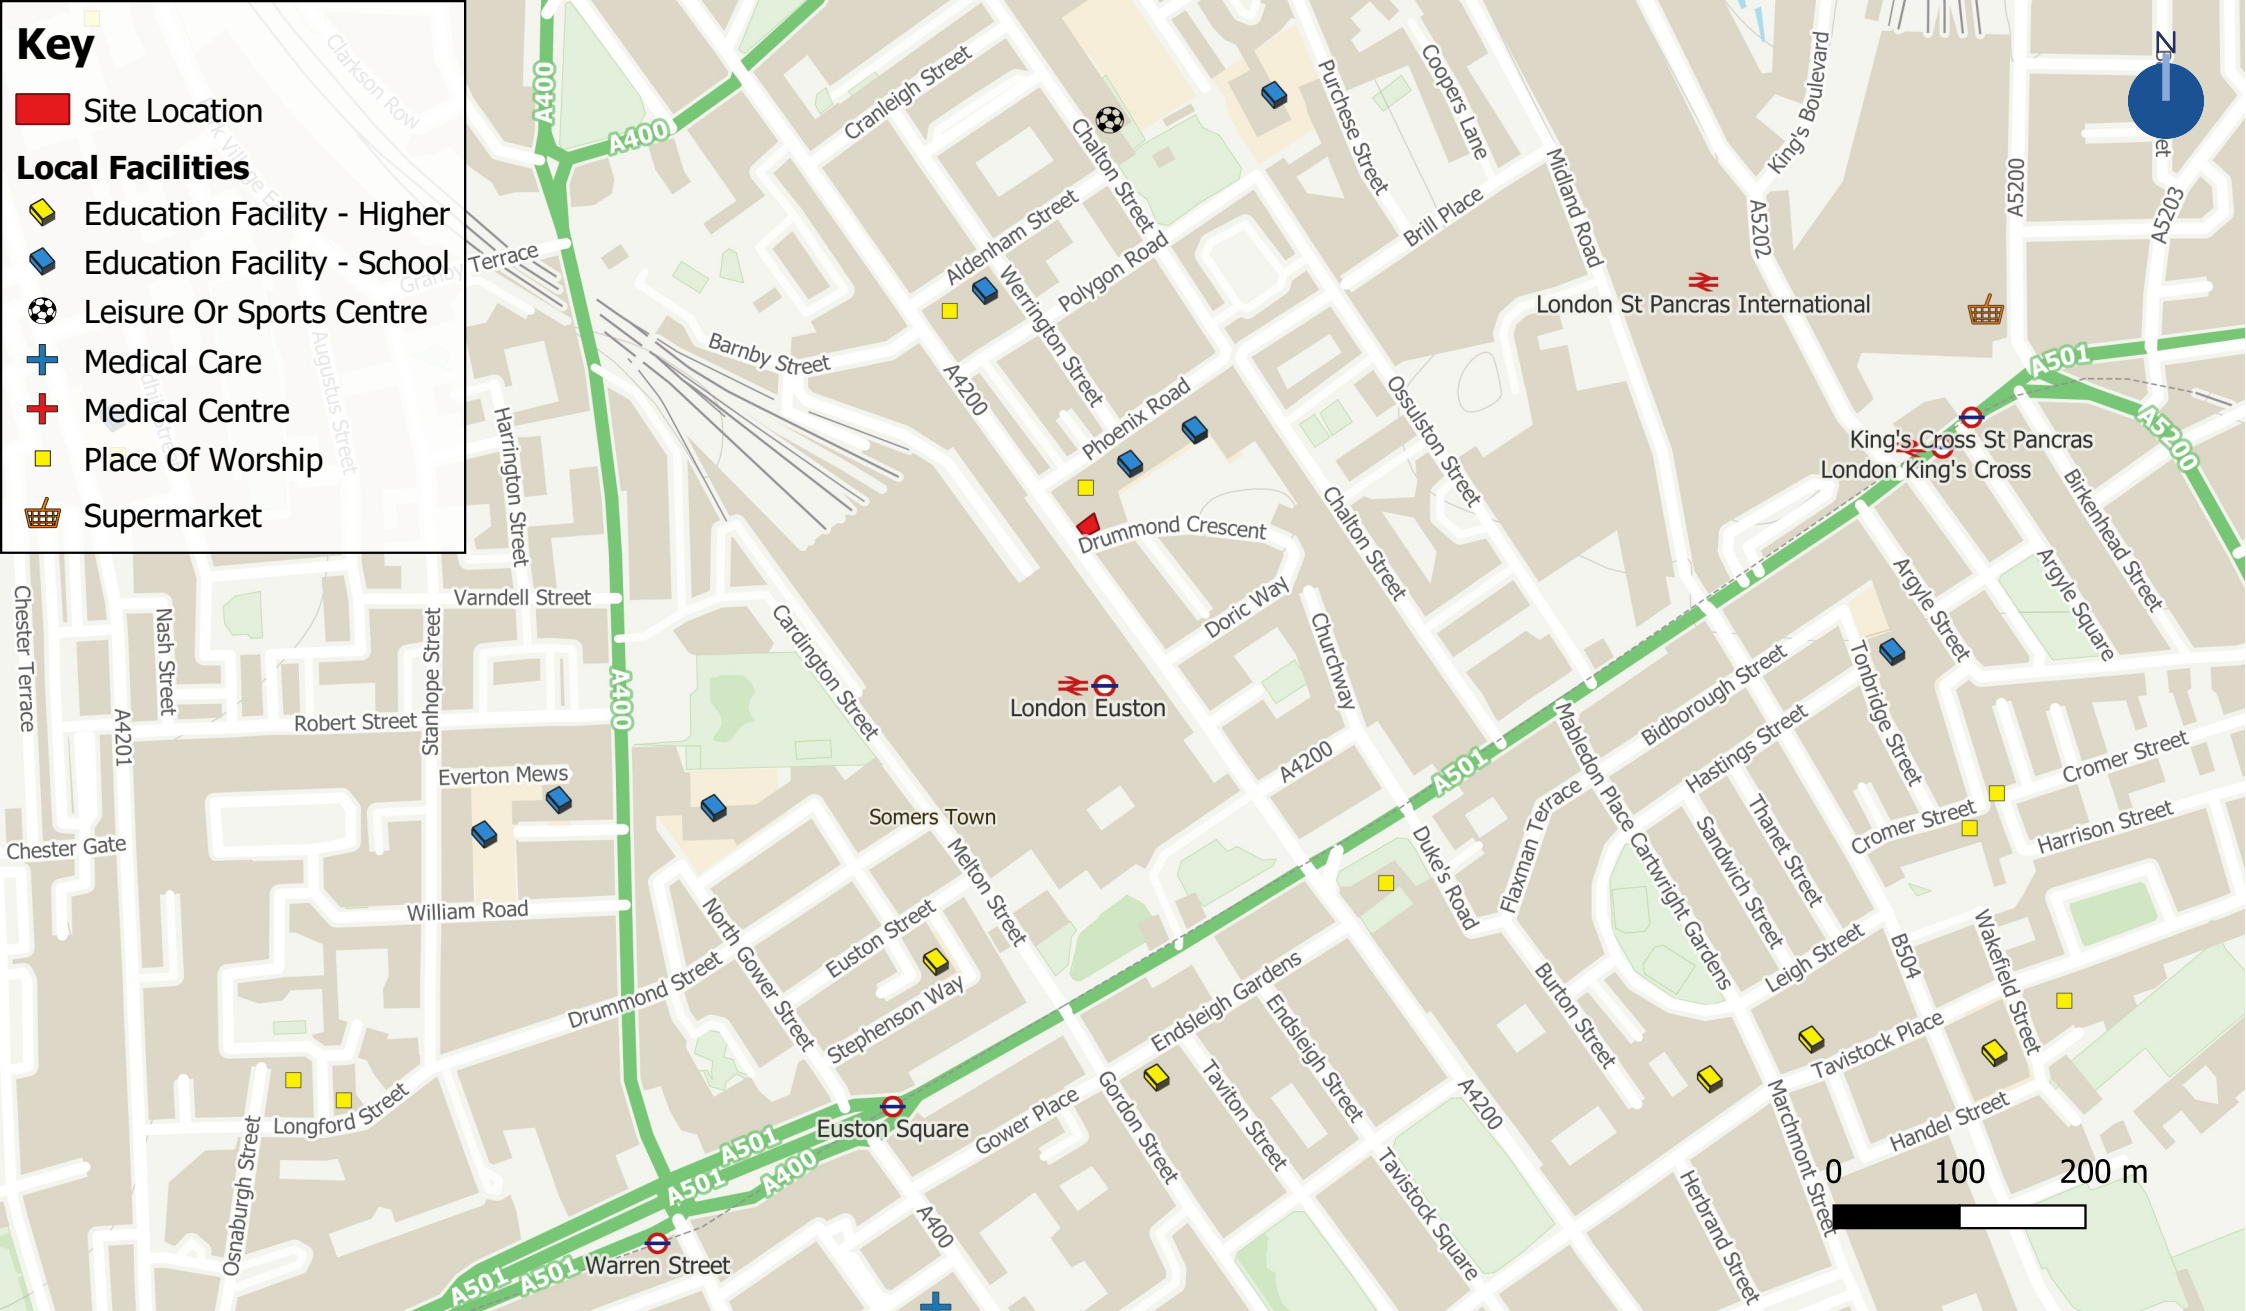 Key
Site Location
Local Facilities
Education Facility - Higher
Education Facility - School
Leisure Or Sports Centre
Medical Care
Medical Centre
Place Of Worship
Supermarket
Clarkson Row
Augustus Street
Granby Terrace
A400
A400
Cranleigh Street
Chalton Street
Purchese Street
Coopers Lane
King's Boulevard
Midland Road
Brill Place
A5202
A5200
A5203
N
Aldenham Street
Werrington Street
Polygon Road
London St Pancras International
Barnby Street
A4200
Phoenix Road
Ossulston Street
A501
A5200
King's Cross St Pancras
London King's Cross
Birkenhead Street
Harrington Street
Drummond Crescent
Chalton Street
Argyle Street
Argyle Square
Varndell Street
Chester Terrace
Nash Street
Stanhope Street
Cardington Street
Doric Way
Churchway
A400
A4201
Robert Street
London Euston
Everton Mews
A4200
A501
Mabledon Place
Bidborough Street
Hastings Street
Tonbridge Street
Cromer Street
Cromer Street
Harrison Street
Somers Town
Chester Gate
Melton Street
Duke's Road
Flaxman Terrace
Cartwright Gardens
Sandwich Street
Thanet Street
William Road
North Gower Street
Euston Street
Drummond Street
Stephenson Way
Endsleigh Gardens
Endsleigh Street
Burton Street
Leigh Street
B504
Wakefield Street
Tavistock Place
Longford Street
Osnaburgh Street
Euston Square
Gower Place
Gordon Street
Taviton Street
Tavistock Square
A4200
Marchmont Street
Handel Street
Herbrand Street
A501
A501
A400
A501
A501
Warren Street
A400
0 100 200 m